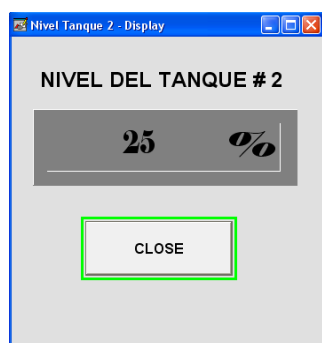 Nivel Tanque 2 - Display
NIVEL DEL TANQUE # 2
25 %
CLOSE